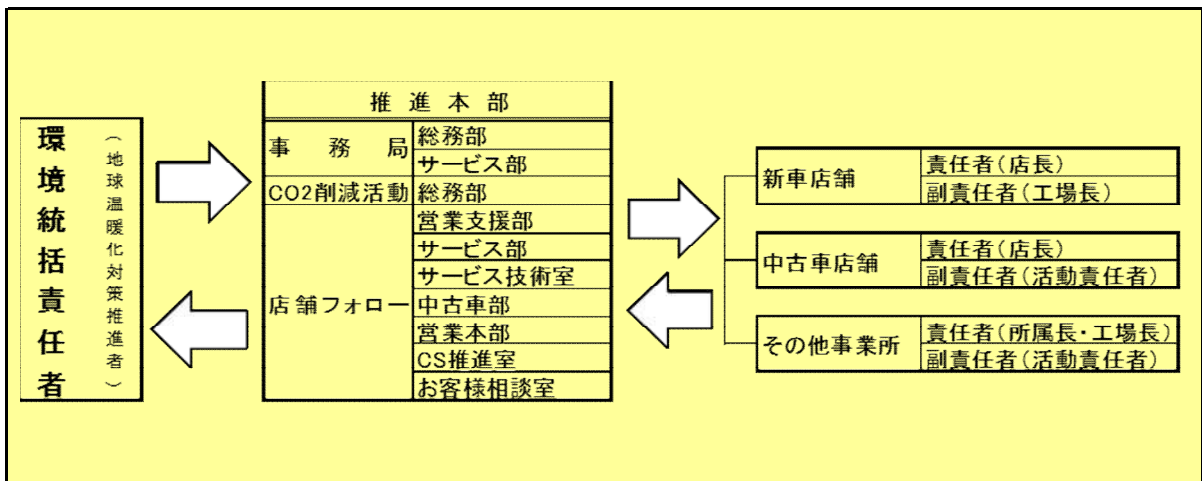 環境統括責任者
（地球温暖化対策推進者）
推進本部
事務局
総務部
サービス部
CO2削減活動
総務部
店舗フォロー
営業支援部
サービス部
サービス技術室
中古車部
営業本部
CS推進室
お客様相談室
新車店舗
責任者(店長)
副責任者(工場長)
中古車店舗
責任者(店長)
副責任者(活動責任者)
その他事業所
責任者(所属長・工場長)
副責任者(活動責任者)